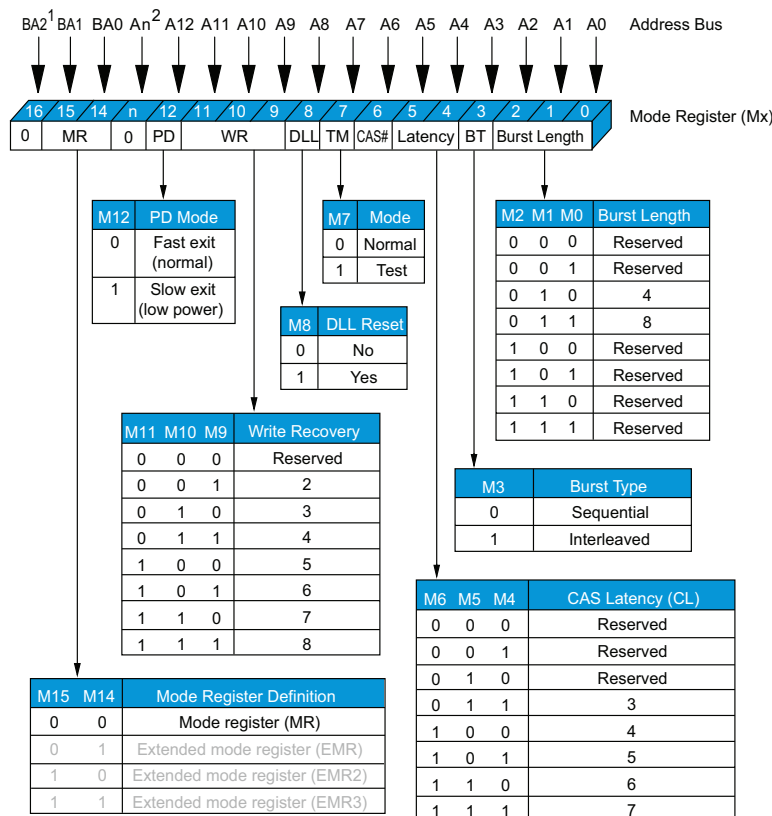 BA2¹ BA1 BA0 An² A12 A11 A10 A9 A8 A7 A6 A5 A4 A3 A2 A1 A0 Address Bus
16 15 14 n 12 11 10 9 8 7 6 5 4 3 2 1 0 Mode Register (Mx)
0 MR 0 PD WR DLL TM CAS# Latency BT Burst Length
M12 PD Mode
0 Fast exit
(normal)
1 Slow exit
(low power)
M7 Mode
0 Normal
1 Test
M2 M1 M0 Burst Length
0 0 0 Reserved
0 0 1 Reserved
0 1 0 4
0 1 1 8
1 0 0 Reserved
1 0 1 Reserved
1 1 0 Reserved
1 1 1 Reserved
M8 DLL Reset
0 No
1 Yes
M11 M10 M9 Write Recovery
0 0 0 Reserved
0 0 1 2
0 1 0 3
0 1 1 4
1 0 0 5
1 0 1 6
1 1 0 7
1 1 1 8
M3 Burst Type
0 Sequential
1 Interleaved
M6 M5 M4 CAS Latency (CL)
0 0 0 Reserved
0 0 1 Reserved
0 1 0 Reserved
0 1 1 3
1 0 0 4
1 0 1 5
1 1 0 6
1 1 1 7
M15 M14 Mode Register Definition
0 0 Mode register (MR)
0 1 Extended mode register (EMR)
1 0 Extended mode register (EMR2)
1 1 Extended mode register (EMR3)